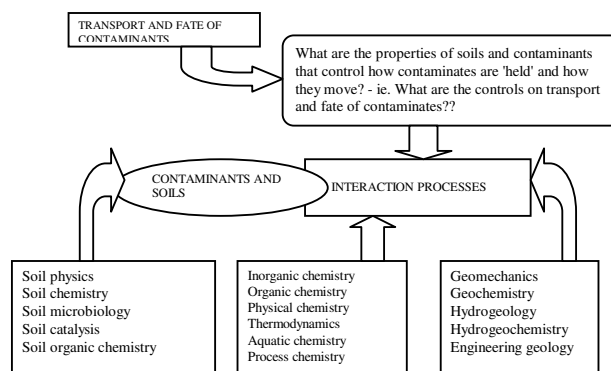 TRANSPORT AND FATE OF
CONTAMINANTS
What are the properties of soils and contaminants
that control how contaminates are 'held' and how
they move? - ie. What are the controls on transport
and fate of contaminates??
CONTAMINANTS AND
SOILS
INTERACTION PROCESSES
Soil physics
Soil chemistry
Soil microbiology
Soil catalysis
Soil organic chemistry
Inorganic chemistry
Organic chemistry
Physical chemistry
Thermodynamics
Aquatic chemistry
Process chemistry
Geomechanics
Geochemistry
Hydrogeology
Hydrogeochemistry
Engineering geology